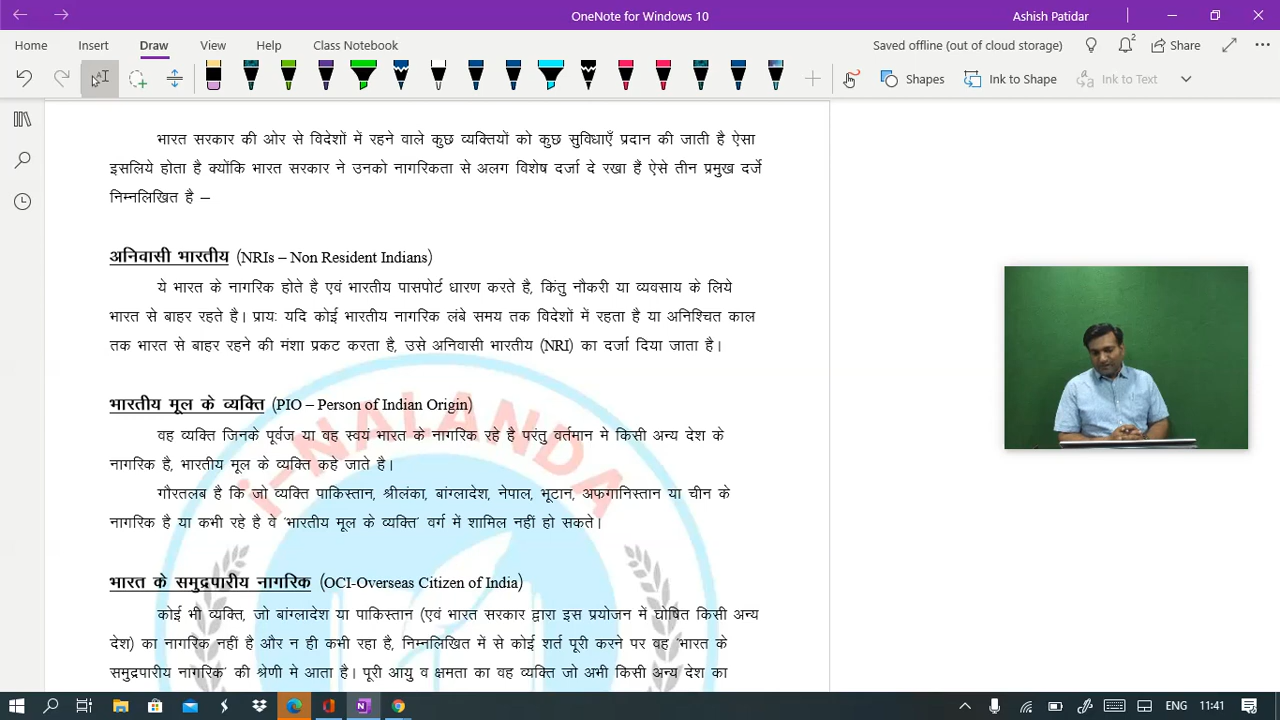 OneNote for Windows 10
Ashish Patidar
Home Insert Draw View Help Class Notebook
Saved offline (out of cloud storage)
2
Share
Shapes
Ink to Shape
Ink to Text
भारत सरकार की ओर से विदेशों में रहने वाले कुछ व्यक्तियों को कुछ सुविधाएँ प्रदान की जाती है ऐसा
इसलिये होता है क्योंकि भारत सरकार ने उनको नागरिकता से अलग विशेष दर्जा दे रखा हैं ऐसे तीन प्रमुख दर्जे
निम्नलिखित है –
अनिवासी भारतीय (NRIs – Non Resident Indians)
ये भारत के नागरिक होते है एवं भारतीय पासपोर्ट धारण करते है, किंतु नौकरी या व्यवसाय के लिये
भारत से बाहर रहते है। प्रायः यदि कोई भारतीय नागरिक लंबे समय तक विदेशों में रहता है या अनिश्चित काल
तक भारत से बाहर रहने की मंशा प्रकट करता है, उसे अनिवासी भारतीय (NRI) का दर्जा दिया जाता है।
भारतीय मूल के व्यक्ति (PIO – Person of Indian Origin)
वह व्यक्ति जिनके पूर्वज या वह स्वयं भारत के नागरिक रहे है परंतु वर्तमान मे किसी अन्य देश के
नागरिक है, भारतीय मूल के व्यक्ति कहे जाते है।
गौरतलब है कि जो व्यक्ति पाकिस्तान, श्रीलंका, बांग्लादेश, नेपाल, भूटान, अफगानिस्तान या चीन के
नागरिक है या कभी रहे है वे 'भारतीय मूल के व्यक्ति' वर्ग में शामिल नहीं हो सकते।
i-NALANDA
भारत के समुद्रपारीय नागरिक (OCI-Overseas Citizen of India)
कोई भी व्यक्ति, जो बांग्लादेश या पाकिस्तान (एवं भारत सरकार द्वारा इस प्रयोजन में घोषित किसी अन्य
देश) का नागरिक नहीं है और न ही कभी रहा है, निम्नलिखित में से कोई शर्त पूरी करने पर वह 'भारत के
समुद्रपारीय नागरिक' की श्रेणी मे आता है। पूरी आयु व क्षमता का वह व्यक्ति जो अभी किसी अन्य देश का
ENG 11:41